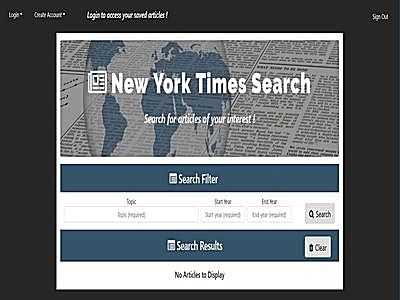 Login Create Account Login to access your saved articles ! Sign Out
New York Times Search
Search for articles of your interest !
Search Filter
Topic Start Year End Year
Topic (required) Start year (required) End year (required) Search
Search Results Clear
No Articles to Display